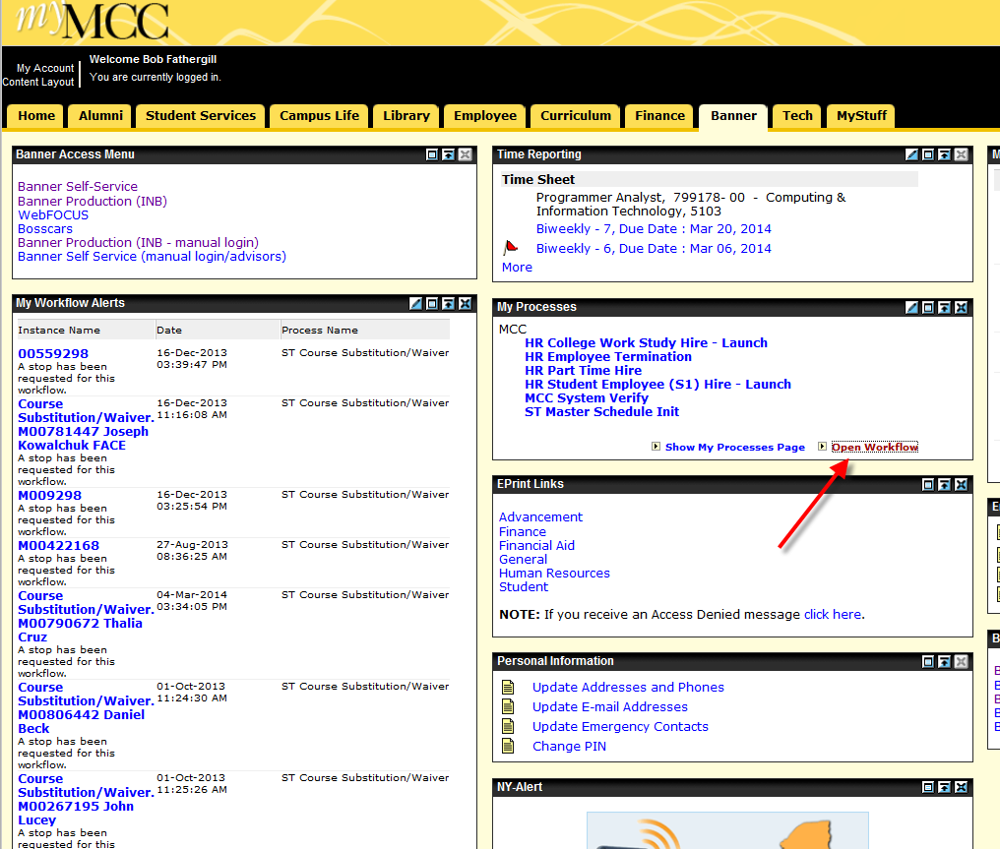 myMCC
My Account
Content Layout
Welcome Bob Fathergill
You are currently logged in.
Home
Alumni
Student Services
Campus Life
Library
Employee
Curriculum
Finance
Banner
Tech
MyStuff
Banner Access Menu
Banner Self-Service
Banner Production (INB)
WebFOCUS
Bosscars
Banner Production (INB - manual login)
Banner Self Service (manual login/advisors)
My Workflow Alerts
Instance Name Date Process Name
00559298 16-Dec-2013 ST Course Substitution/Waiver
03:39:47 PM
A stop has been
requested for this
workflow.
Course 16-Dec-2013 ST Course Substitution/Waiver
Substitution/Waiver. 11:16:08 AM
M00781447 Joseph
Kowalchuk FACE
A stop has been
requested for this
workflow.
M009298 16-Dec-2013 ST Course Substitution/Waiver
03:25:54 PM
A stop has been
requested for this
workflow.
M00422168 27-Aug-2013 ST Course Substitution/Waiver
08:36:25 AM
A stop has been
requested for this
workflow.
Course 04-Mar-2014 ST Course Substitution/Waiver
Substitution/Waiver. 03:34:05 PM
M00790672 Thalia
Cruz
A stop has been
requested for this
workflow.
Course 01-Oct-2013 ST Course Substitution/Waiver
Substitution/Waiver. 11:24:30 AM
M00806442 Daniel
Beck
A stop has been
requested for this
workflow.
Course 01-Oct-2013 ST Course Substitution/Waiver
Substitution/Waiver. 11:25:26 AM
M00267195 John
Lucey
A stop has been
requested for this
Time Reporting
Time Sheet
Programmer Analyst, 799178- 00 - Computing &
Information Technology, 5103
Biweekly - 7, Due Date : Mar 20, 2014
Biweekly - 6, Due Date : Mar 06, 2014
More
My Processes
MCC
HR College Work Study Hire - Launch
HR Employee Termination
HR Part Time Hire
HR Student Employee (S1) Hire - Launch
MCC System Verify
ST Master Schedule Init
Show My Processes Page Open Workflow
EPrint Links
Advancement
Finance
Financial Aid
General
Human Resources
Student
NOTE: If you receive an Access Denied message click here.
Personal Information
Update Addresses and Phones
Update E-mail Addresses
Update Emergency Contacts
Change PIN
NY-Alert